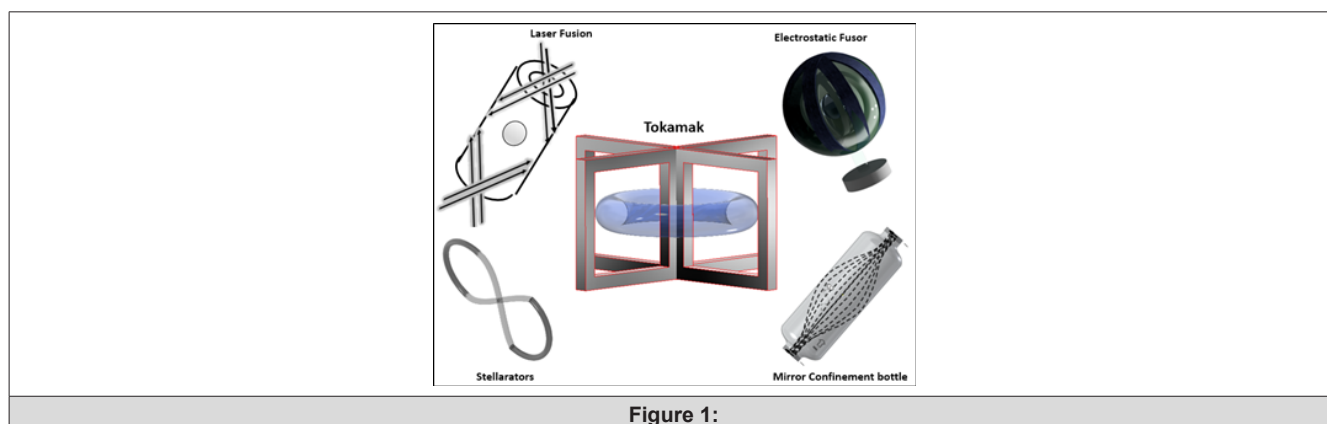 Laser Fusion
Electrostatic Fusor
Tokamak
Stellarators
Mirror Confinement bottle
Figure 1: